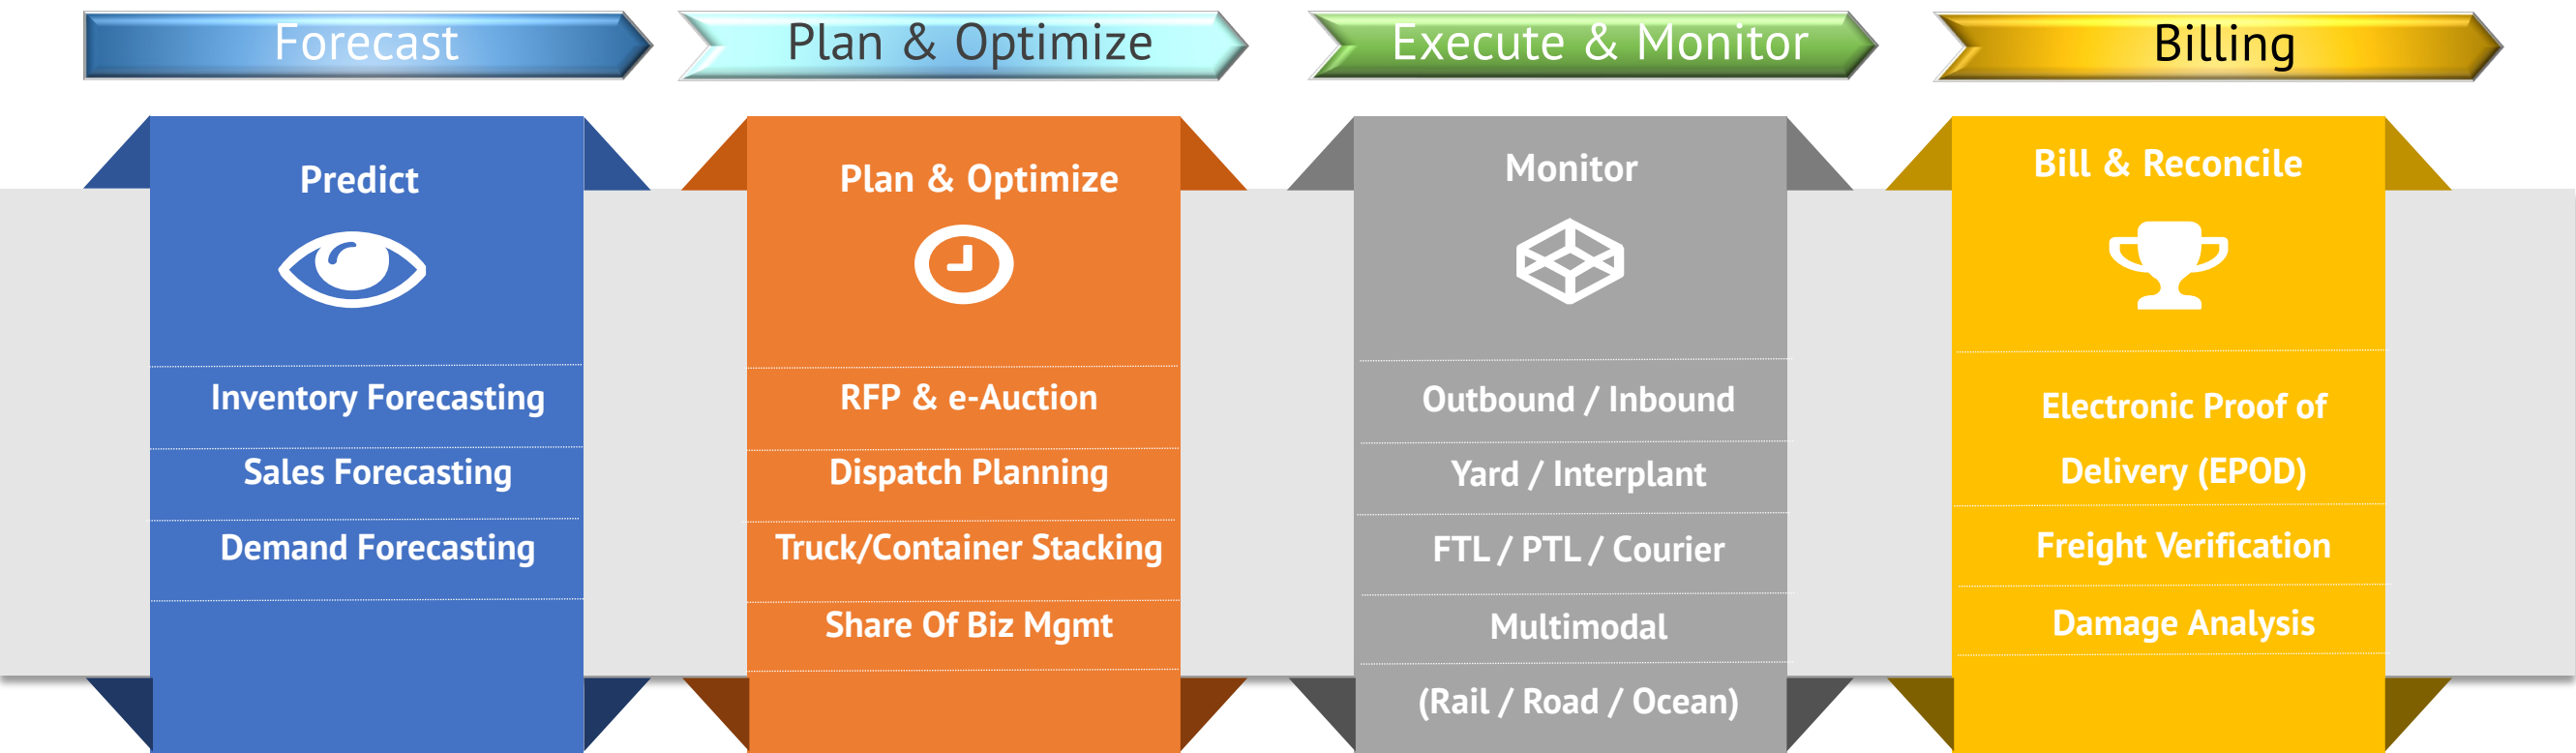 Forecast
Plan & Optimize
Execute & Monitor
Billing
Predict
Inventory Forecasting
Sales Forecasting
Demand Forecasting
Plan & Optimize
RFP & e-Auction
Dispatch Planning
Truck/Container Stacking
Share Of Biz Mgmt
Monitor
Outbound / Inbound
Yard / Interplant
FTL / PTL / Courier
Multimodal
(Rail / Road / Ocean)
Bill & Reconcile
Electronic Proof of
Delivery (EPOD)
Freight Verification
Damage Analysis